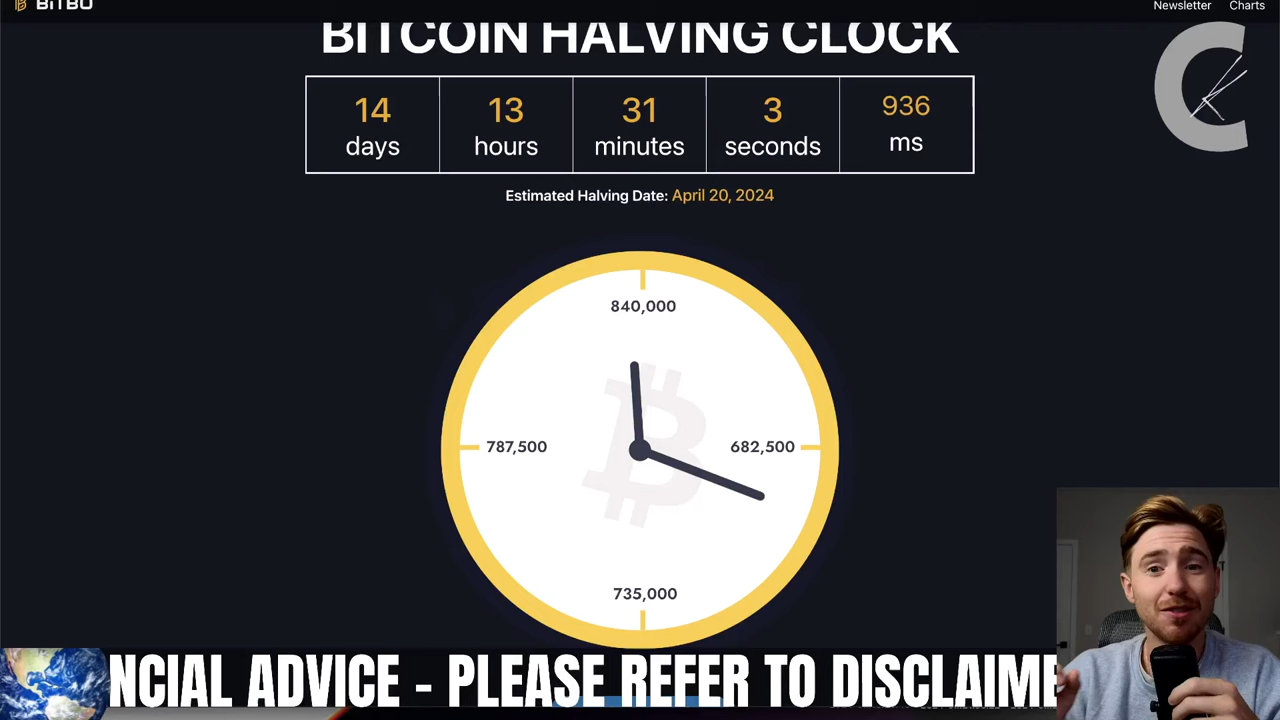 BiTBO
Newsletter Charts
BITCOIN HALVING CLOCK
14 13 31 3 936
days hours minutes seconds ms
Estimated Halving Date: April 20, 2024
840,000
787,500 682,500
735,000
NCIAL ADVICE - PLEASE REFER TO DISCLAIME